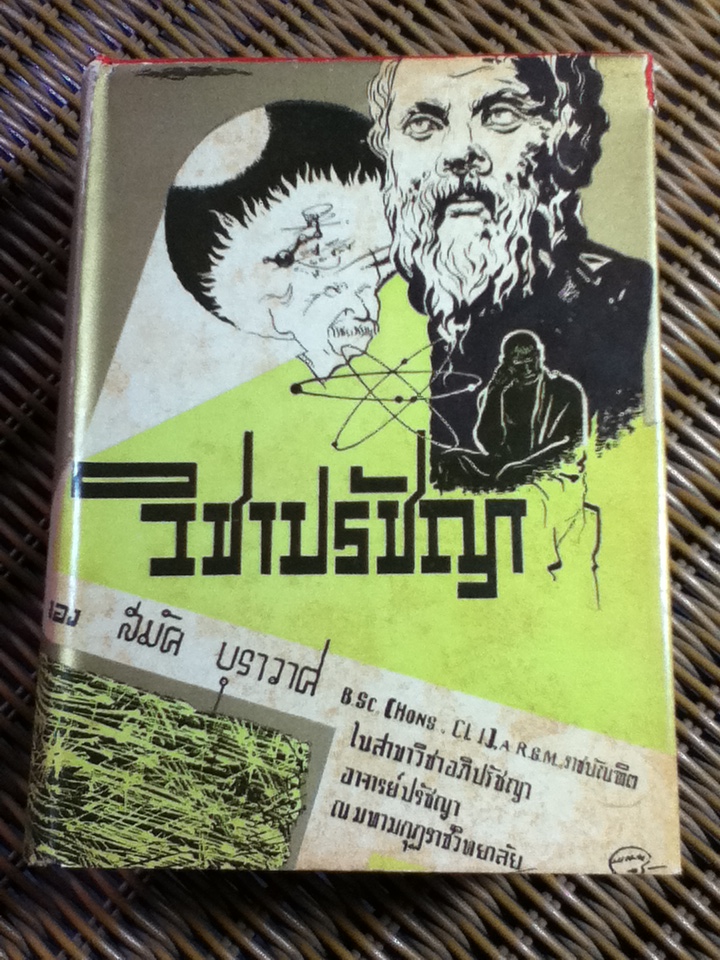 วิชาปรัชญา
ของ สมัค บุราวาศ
B.SC. (HONS. CL I). A.R.S.M., ราชบัณฑิต
ในสาขาวิชาอภิปรัชญา
อาจารย์ปรัชญา
ณ มหามกุฏราชวิทยาลัย